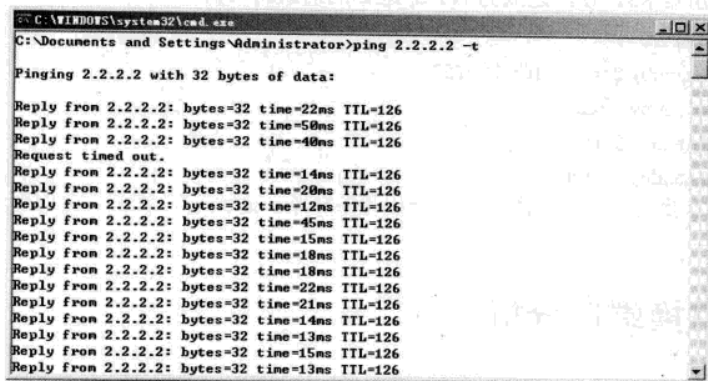 C:\WINDOWS\system32\cmd.exe
C:\Documents and Settings\Administrator>ping 2.2.2.2 -t
Pinging 2.2.2.2 with 32 bytes of data:
Reply from 2.2.2.2: bytes=32 time=22ms TTL=126
Reply from 2.2.2.2: bytes=32 time=50ms TTL=126
Reply from 2.2.2.2: bytes=32 time=40ms TTL=126
Request timed out.
Reply from 2.2.2.2: bytes=32 time=14ms TTL=126
Reply from 2.2.2.2: bytes=32 time=20ms TTL=126
Reply from 2.2.2.2: bytes=32 time=12ms TTL=126
Reply from 2.2.2.2: bytes=32 time=45ms TTL=126
Reply from 2.2.2.2: bytes=32 time=15ms TTL=126
Reply from 2.2.2.2: bytes=32 time=18ms TTL=126
Reply from 2.2.2.2: bytes=32 time=18ms TTL=126
Reply from 2.2.2.2: bytes=32 time=22ms TTL=126
Reply from 2.2.2.2: bytes=32 time=21ms TTL=126
Reply from 2.2.2.2: bytes=32 time=14ms TTL=126
Reply from 2.2.2.2: bytes=32 time=13ms TTL=126
Reply from 2.2.2.2: bytes=32 time=15ms TTL=126
Reply from 2.2.2.2: bytes=32 time=13ms TTL=126